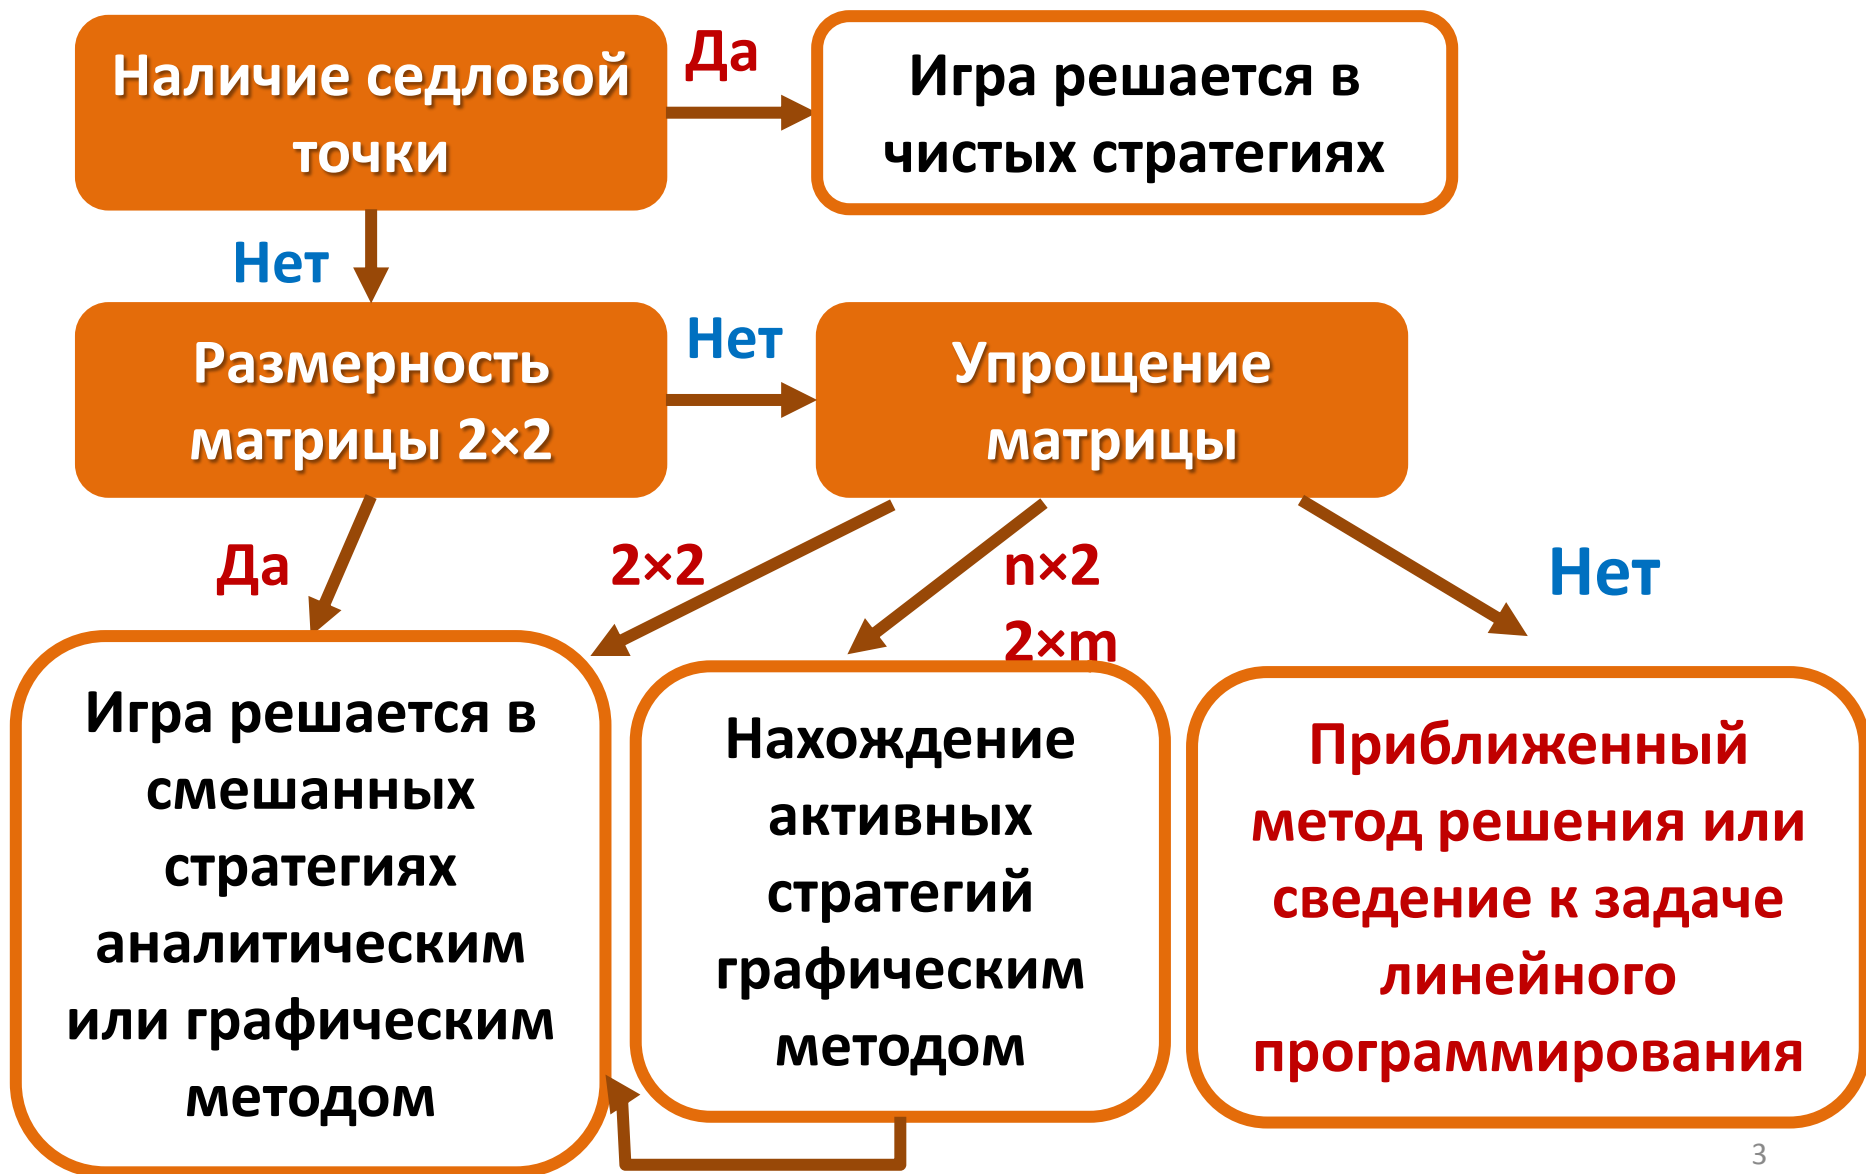 Наличие седловой
точки
Да
Игра решается в
чистых стратегиях
Нет
Размерность
матрицы 2×2
Нет
Упрощение
матрицы
Да
2×2
n×2
2×m
Нет
Игра решается в
смешанных
стратегиях
аналитическим
или графическим
методом
Нахождение
активных
стратегий
графическим
методом
Приближенный
метод решения или
сведение к задаче
линейного
программирования
3